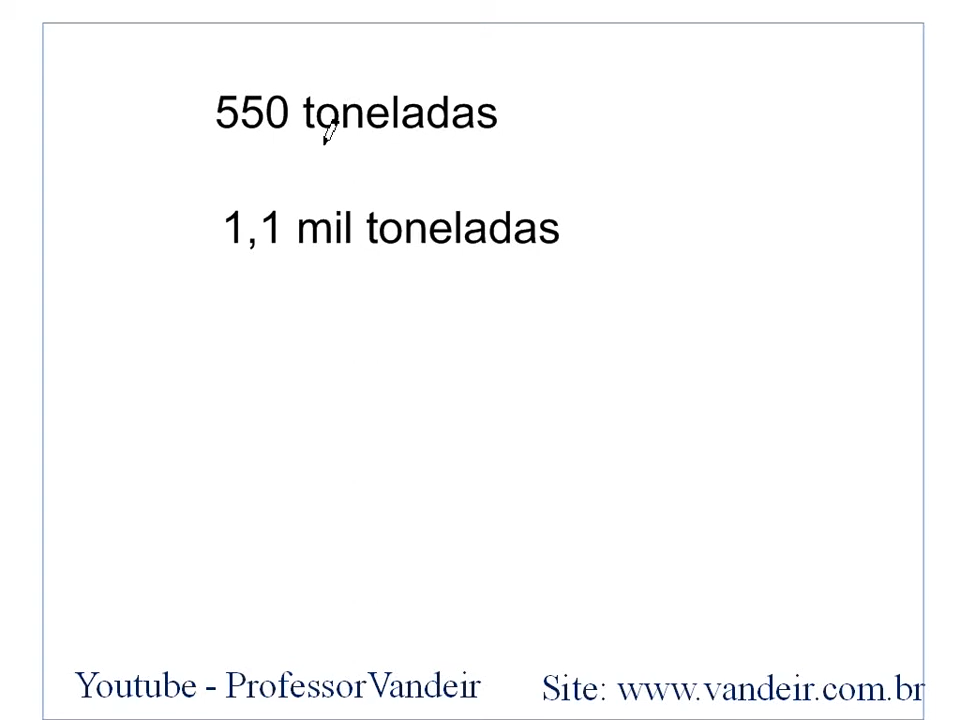 550 toneladas
1,1 mil toneladas
Youtube - ProfessorVandeir
Site: www.vandeir.com.br